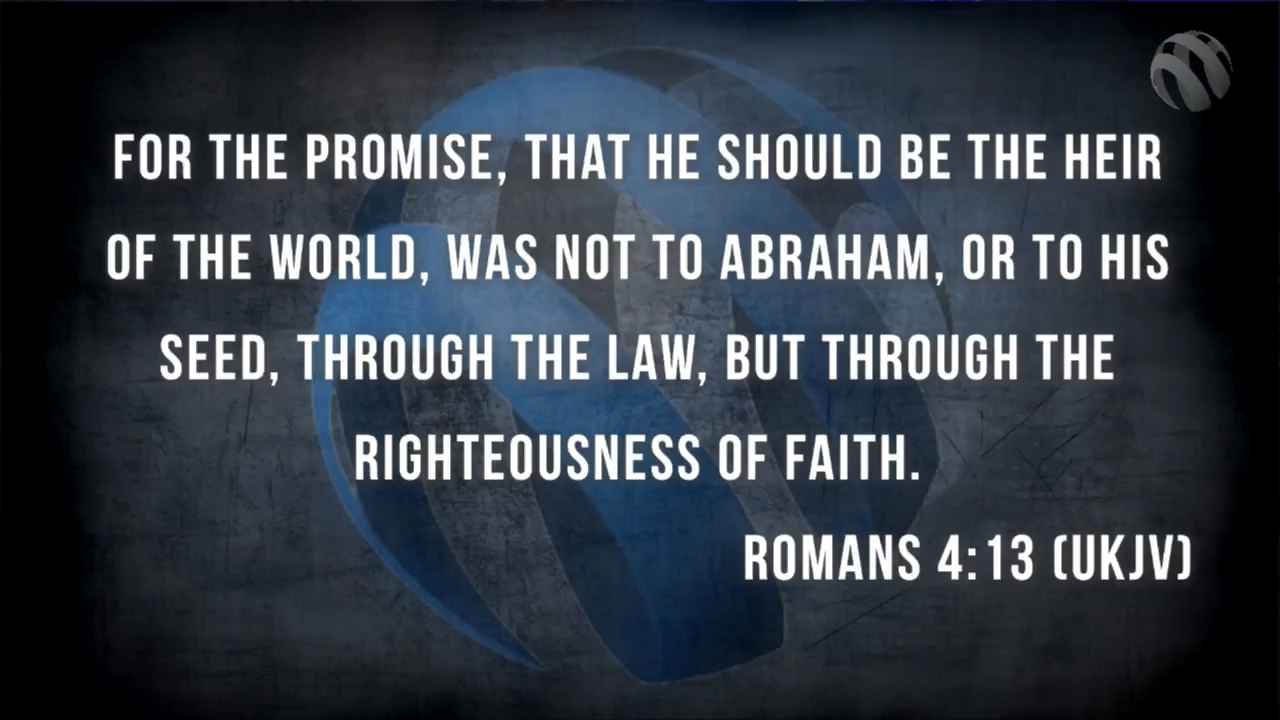 FOR THE PROMISE, THAT HE SHOULD BE THE HEIR
OF THE WORLD, WAS NOT TO ABRAHAM, OR TO HIS
SEED, THROUGH THE LAW, BUT THROUGH THE
RIGHTEOUSNESS OF FAITH.
ROMANS 4:13 (UKJV)